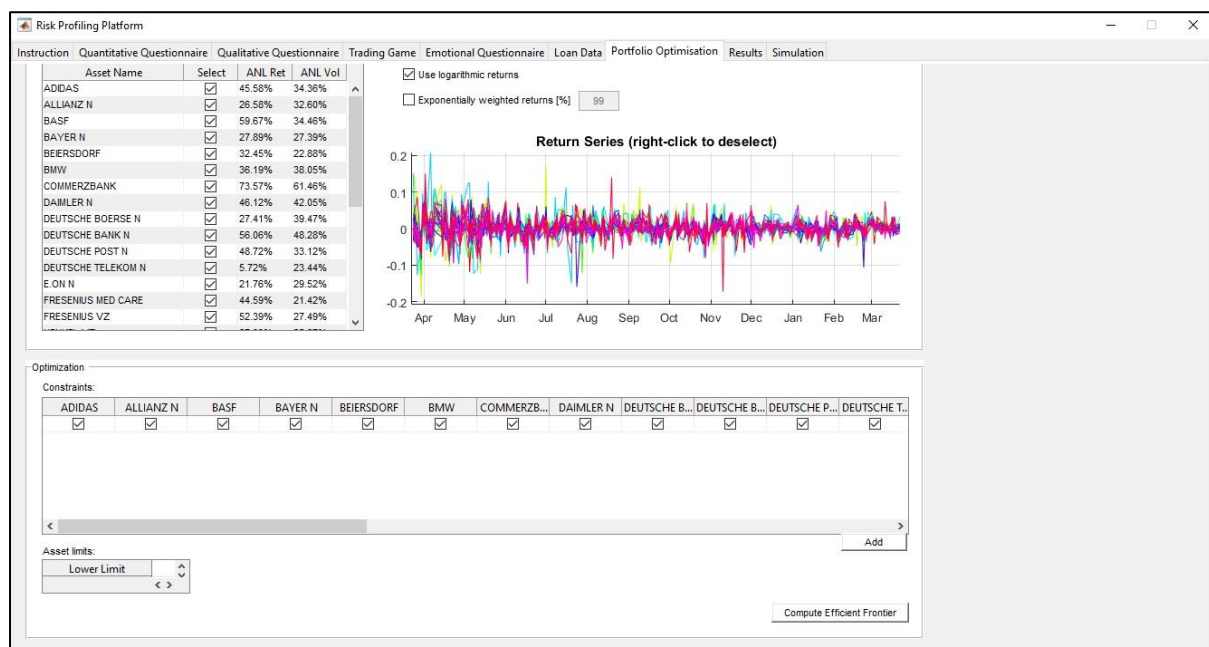 Risk Profiling Platform
Instruction Quantitative Questionnaire Qualitative Questionnaire Trading Game Emotional Questionnaire Loan Data Portfolio Optimisation Results Simulation
Asset Name Select ANL Ret ANL Vol
ADIDAS 45.58% 34.36%
ALLIANZ N 26.58% 32.60%
BASF 59.67% 34.46%
BAYER N 27.89% 27.39%
BEIERSDORF 32.45% 22.88%
BMW 36.19% 38.05%
COMMERZBANK 73.57% 61.46%
DAIMLER N 46.12% 42.05%
DEUTSCHE BOERSE N 27.41% 39.47%
DEUTSCHE BANK N 56.06% 48.28%
DEUTSCHE POST N 48.72% 33.12%
DEUTSCHE TELEKOM N 5.72% 23.44%
E.ON N 21.76% 29.52%
FRESENIUS MED CARE 44.59% 21.42%
FRESENIUS VZ 52.39% 27.49%
Use logarithmic returns
Exponentially weighted returns [%] 99
Return Series (right-click to deselect)
0.2
0.1
0
-0.1
-0.2
Apr May Jun Jul Aug Sep Oct Nov Dec Jan Feb Mar
Optimization
Constraints:
ADIDAS ALLIANZ N BASF BAYER N BEIERSDORF BMW COMMERZB... DAIMLER N DEUTSCHE B... DEUTSCHE B... DEUTSCHE P... DEUTSCHE T...
Add
Asset limits:
Lower Limit
Compute Efficient Frontier